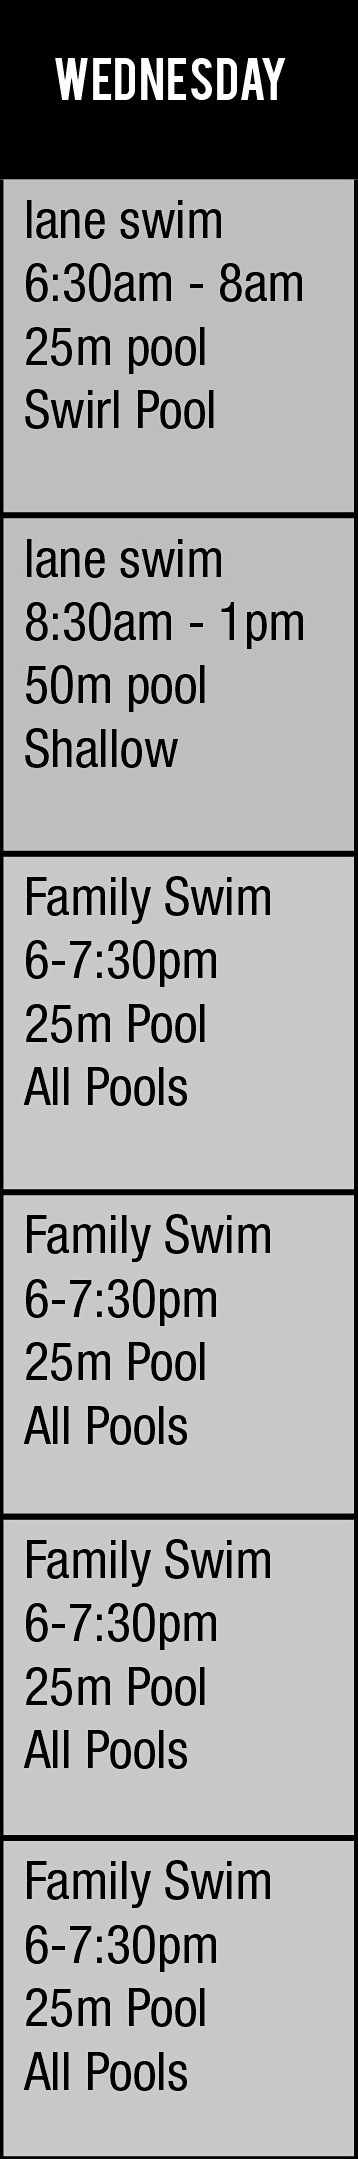 WEDNESDAY
lane swim
6:30am - 8am
25m pool
Swirl Pool
lane swim
8:30am - 1pm
50m pool
Shallow
Family Swim
6-7:30pm
25m Pool
All Pools
Family Swim
6-7:30pm
25m Pool
All Pools
Family Swim
6-7:30pm
25m Pool
All Pools
Family Swim
6-7:30pm
25m Pool
All Pools